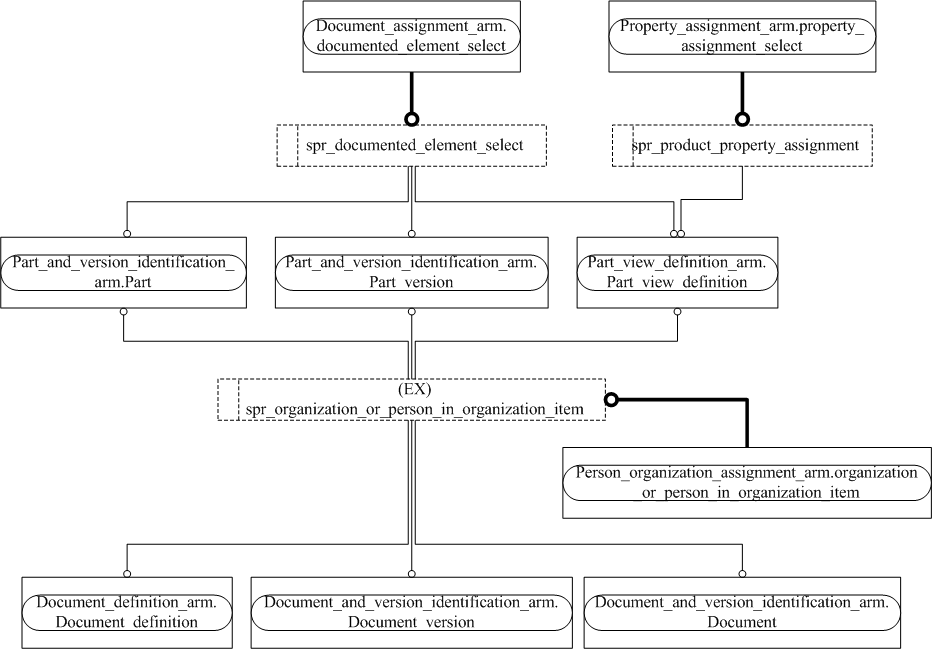 Document_assignment_arm.
documented_element_select
Property_assignment_arm.property_
assignment_select
spr_documented_element_select
spr_product_property_assignment
Part_and_version_identification_
arm.Part
Part_and_version_identification_arm.
Part_version
Part_view_definition_arm.
Part_view_definition
(EX)
spr_organization_or_person_in_organization_item
Person_organization_assignment_arm.organization
_or_person_in_organization_item
Document_definition_arm.
Document_definition
Document_and_version_identification_arm.
Document_version
Document_and_version_identification_arm.
Document